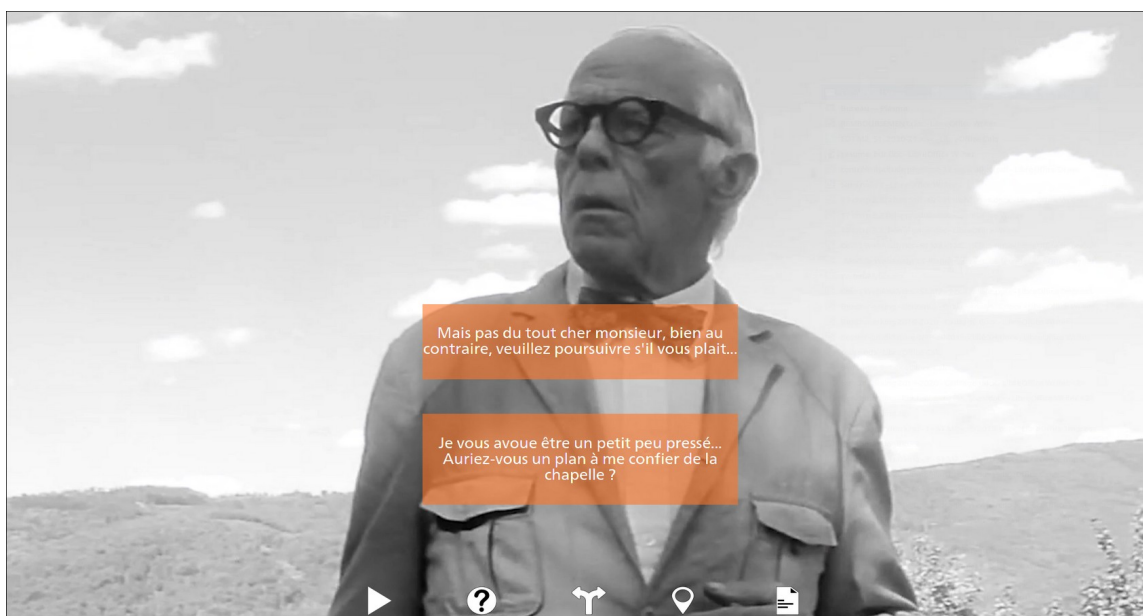 Mais pas du tout cher monsieur, bien au
contraire, veuillez poursuivre s'il vous plait...
Je vous avoue être un petit peu pressé...
Auriez-vous un plan à me confier de la
chapelle ?